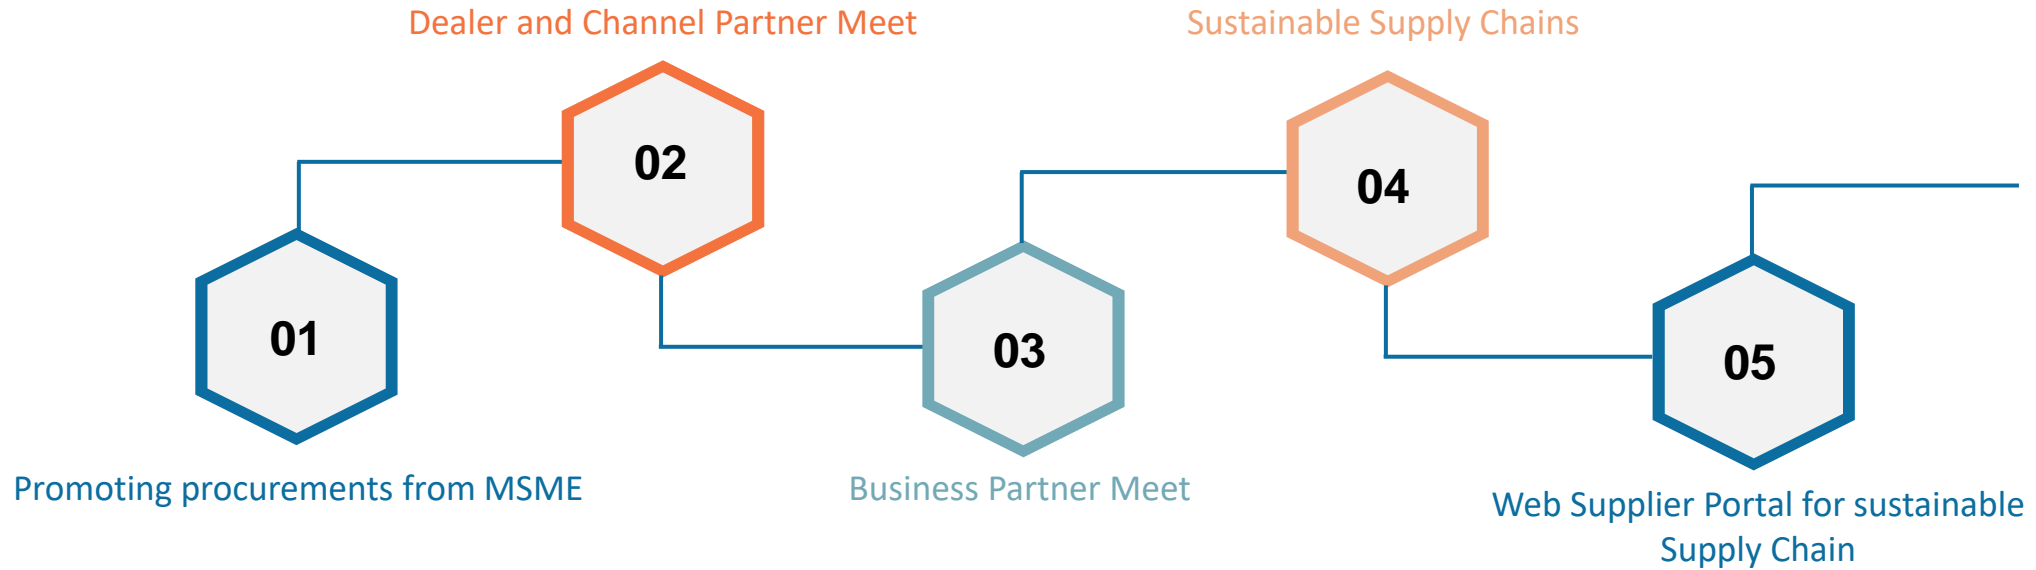 Dealer and Channel Partner Meet
Sustainable Supply Chains
02
04
01
03
05
Promoting procurements from MSME
Business Partner Meet
Web Supplier Portal for sustainable
Supply Chain